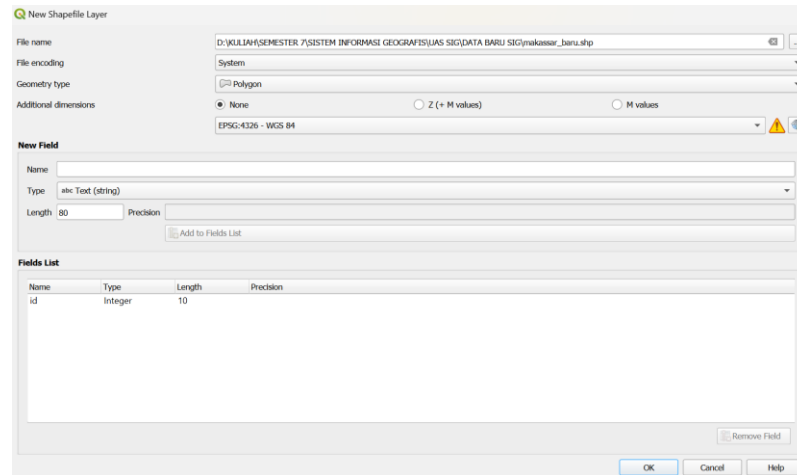 New Shapefile Layer
File name D:\KULIAH\SEMESTER 7\SISTEM INFORMASI GEOGRAFIS\UAS SIG\DATA BARU SIG\makassar_baru.shp
File encoding System
Geometry type Polygon
Additional dimensions None Z (+ M values) M values
EPSG:4326 - WGS 84
New Field
Name
Type abc Text (string)
Length 80 Precision
Add to Fields List
Fields List
Name Type Length Precision
id Integer 10
Remove Field
OK Cancel Help